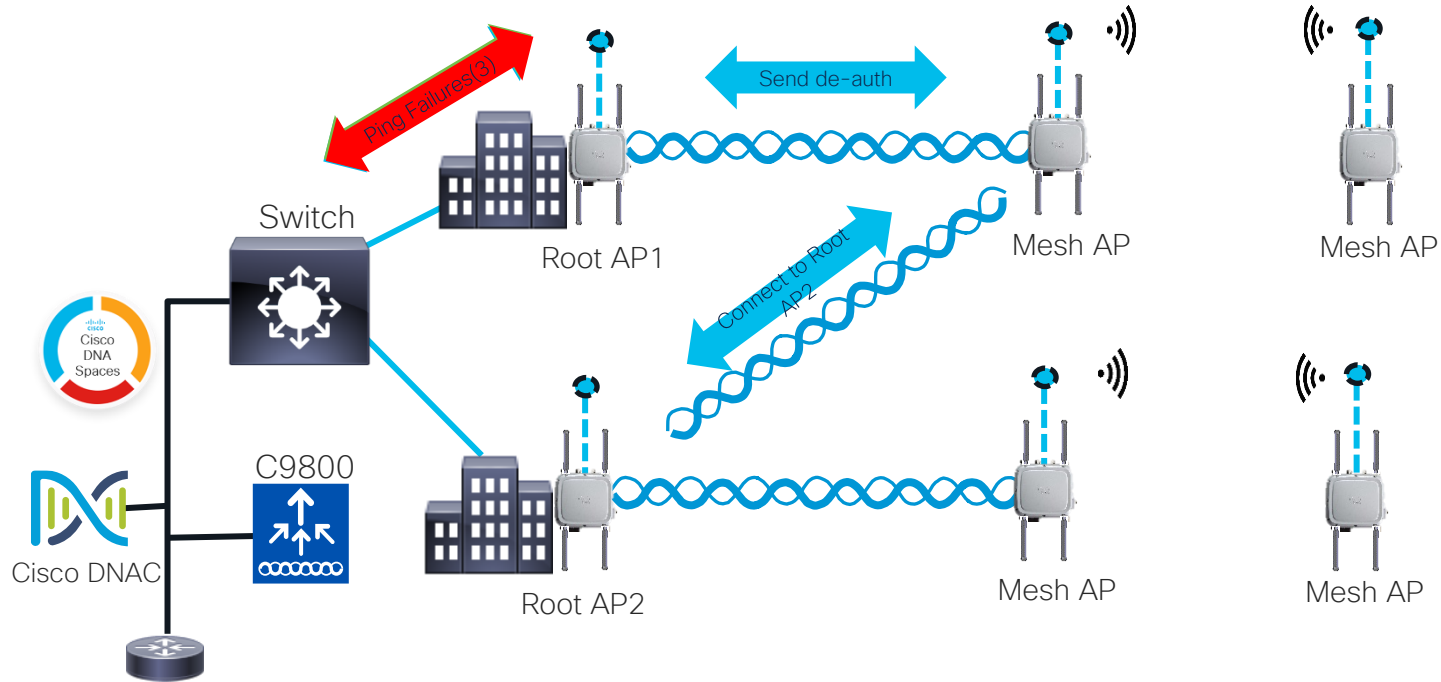 Ping Failures(3)
Send de-auth
Switch
Root AP1
Mesh AP
Mesh AP
Connect to Root
AP2
cisco
Cisco
DNA
Spaces
C9800
Cisco DNAC
Root AP2
Mesh AP
Mesh AP